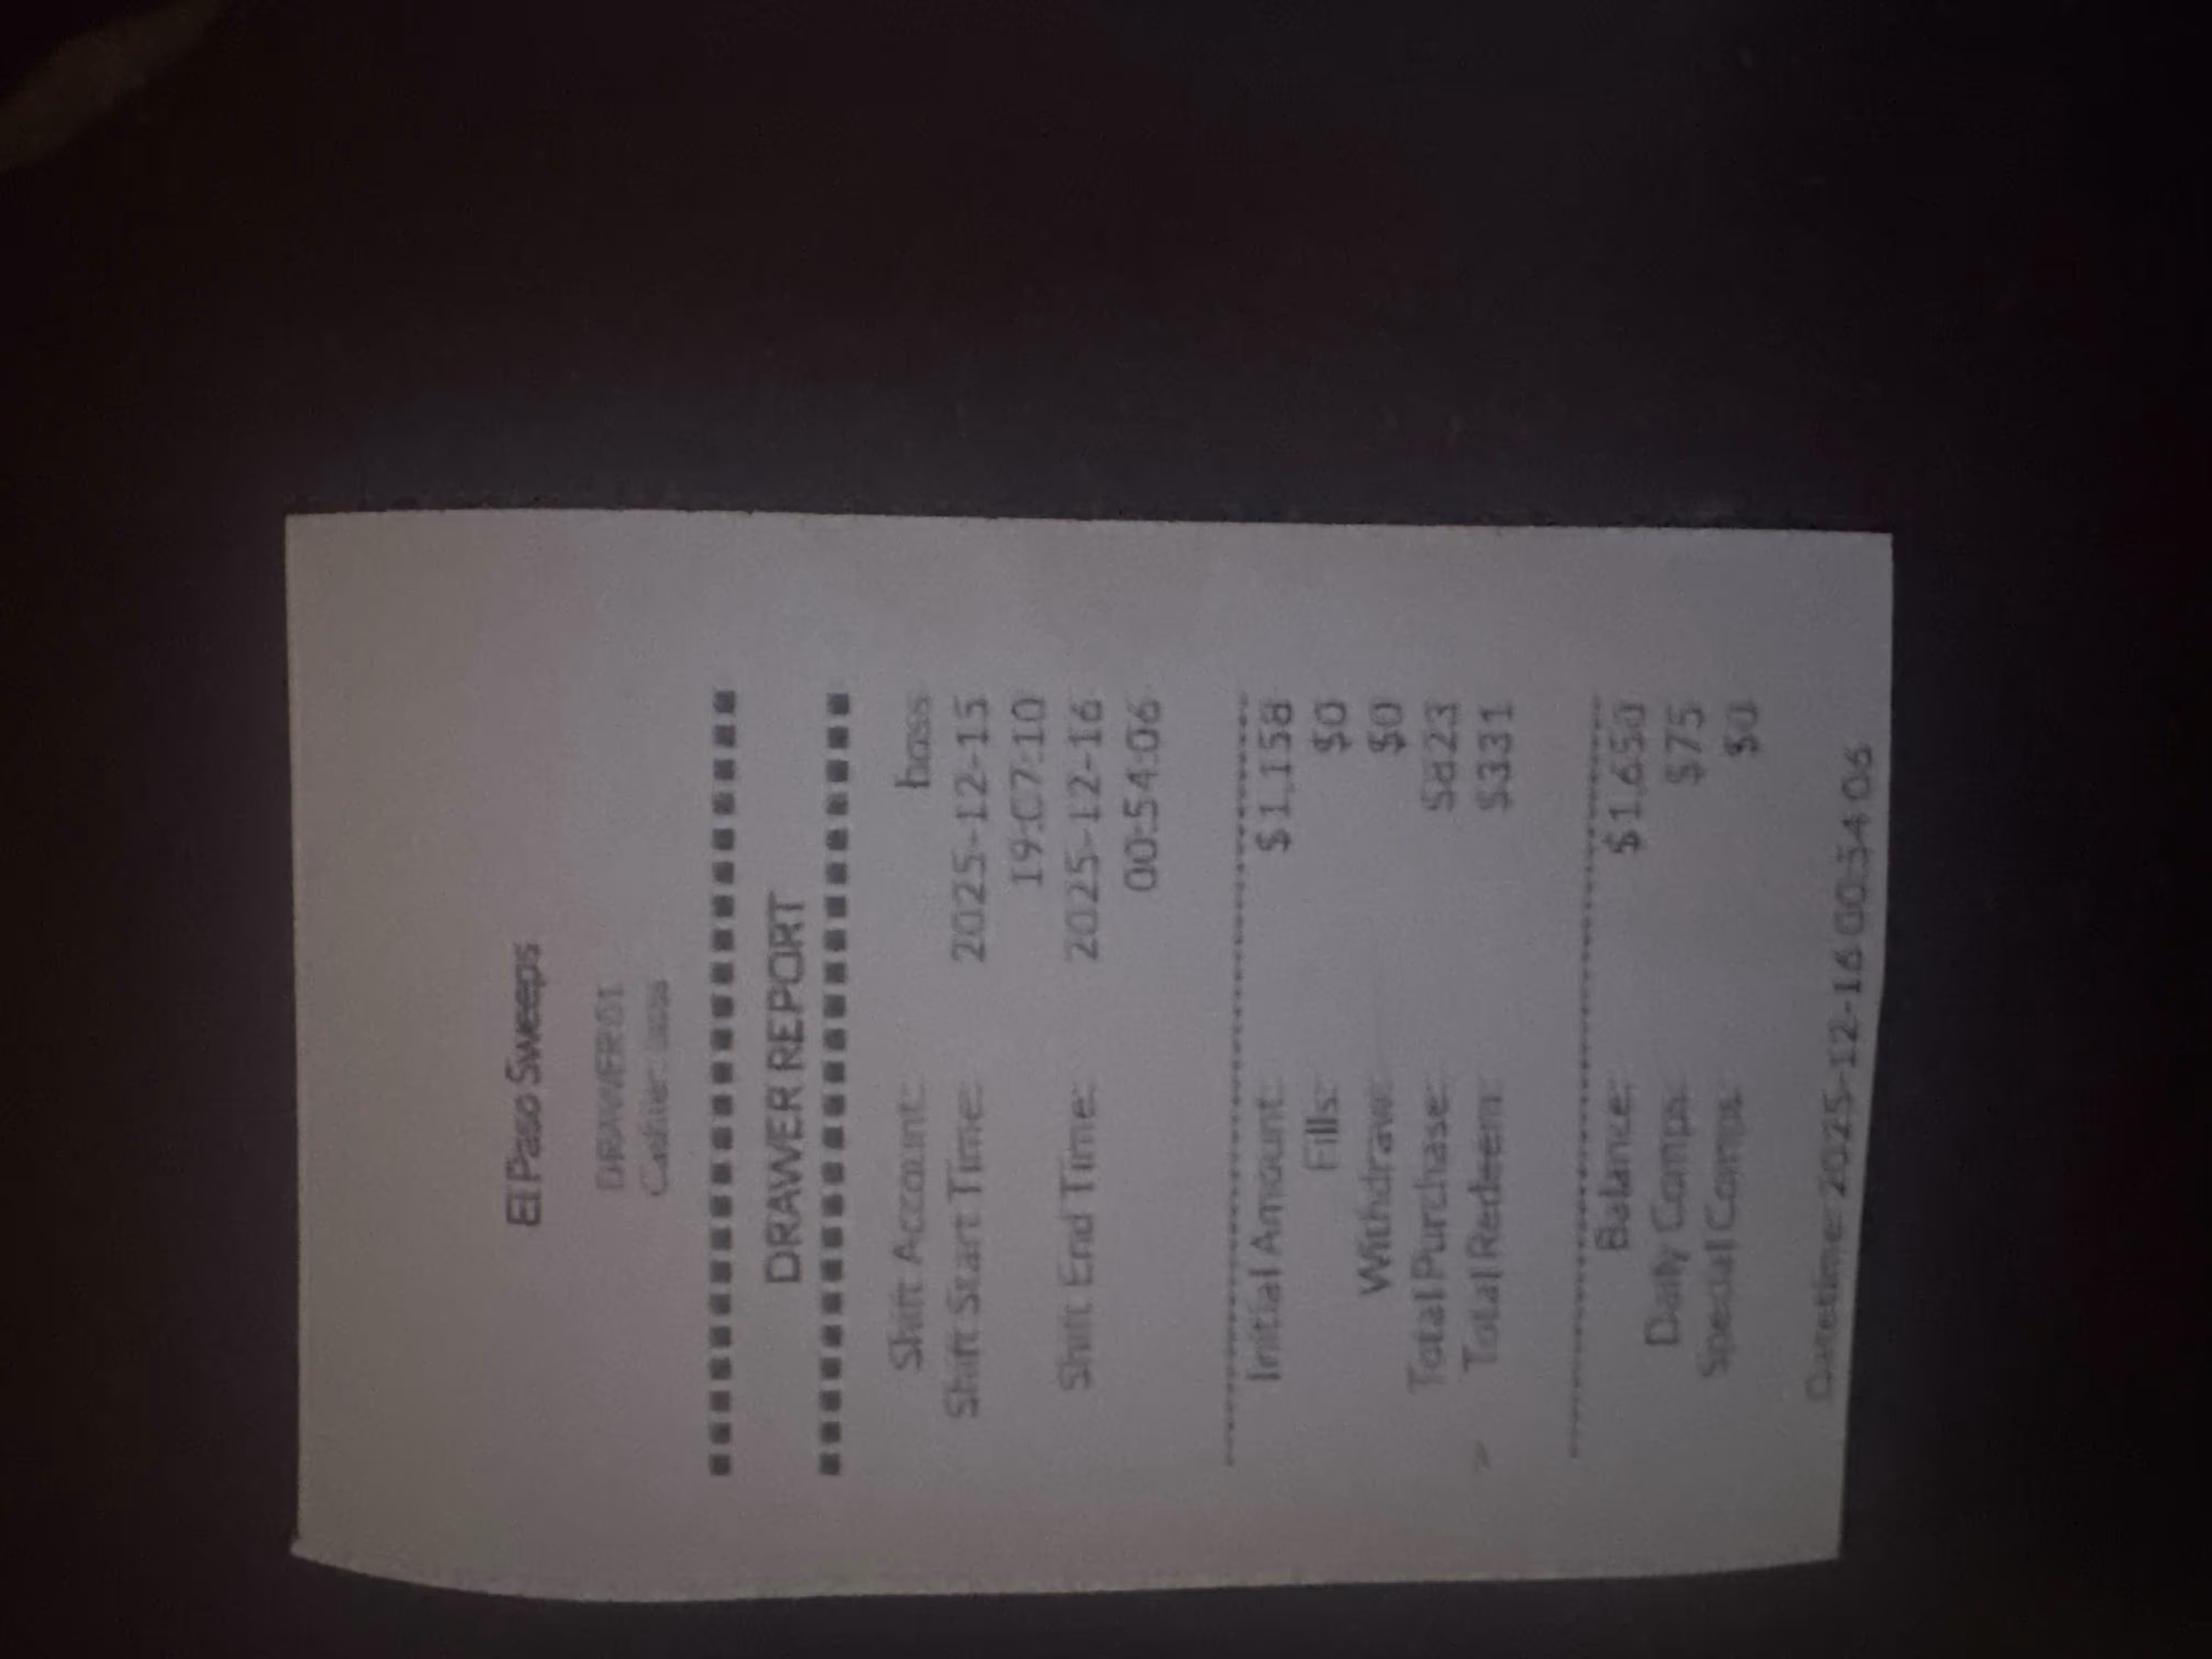 El Paso Sweeps
DRAWER01
Cashier:
DRAWER REPORT
Shift Account: boss
Shift Start Time: 2025-12-15
19:07:10
Shift End Time: 2025-12-16
00:54:06
Initial Amount: $1,158
Fills: $0
Withdraw: $0
Total Purchase: $823
Total Redeem: $331
Balance: $1,650
Daily Comps: $75
Special Comps: $0
Datetime:2025-12-16 00:54:06